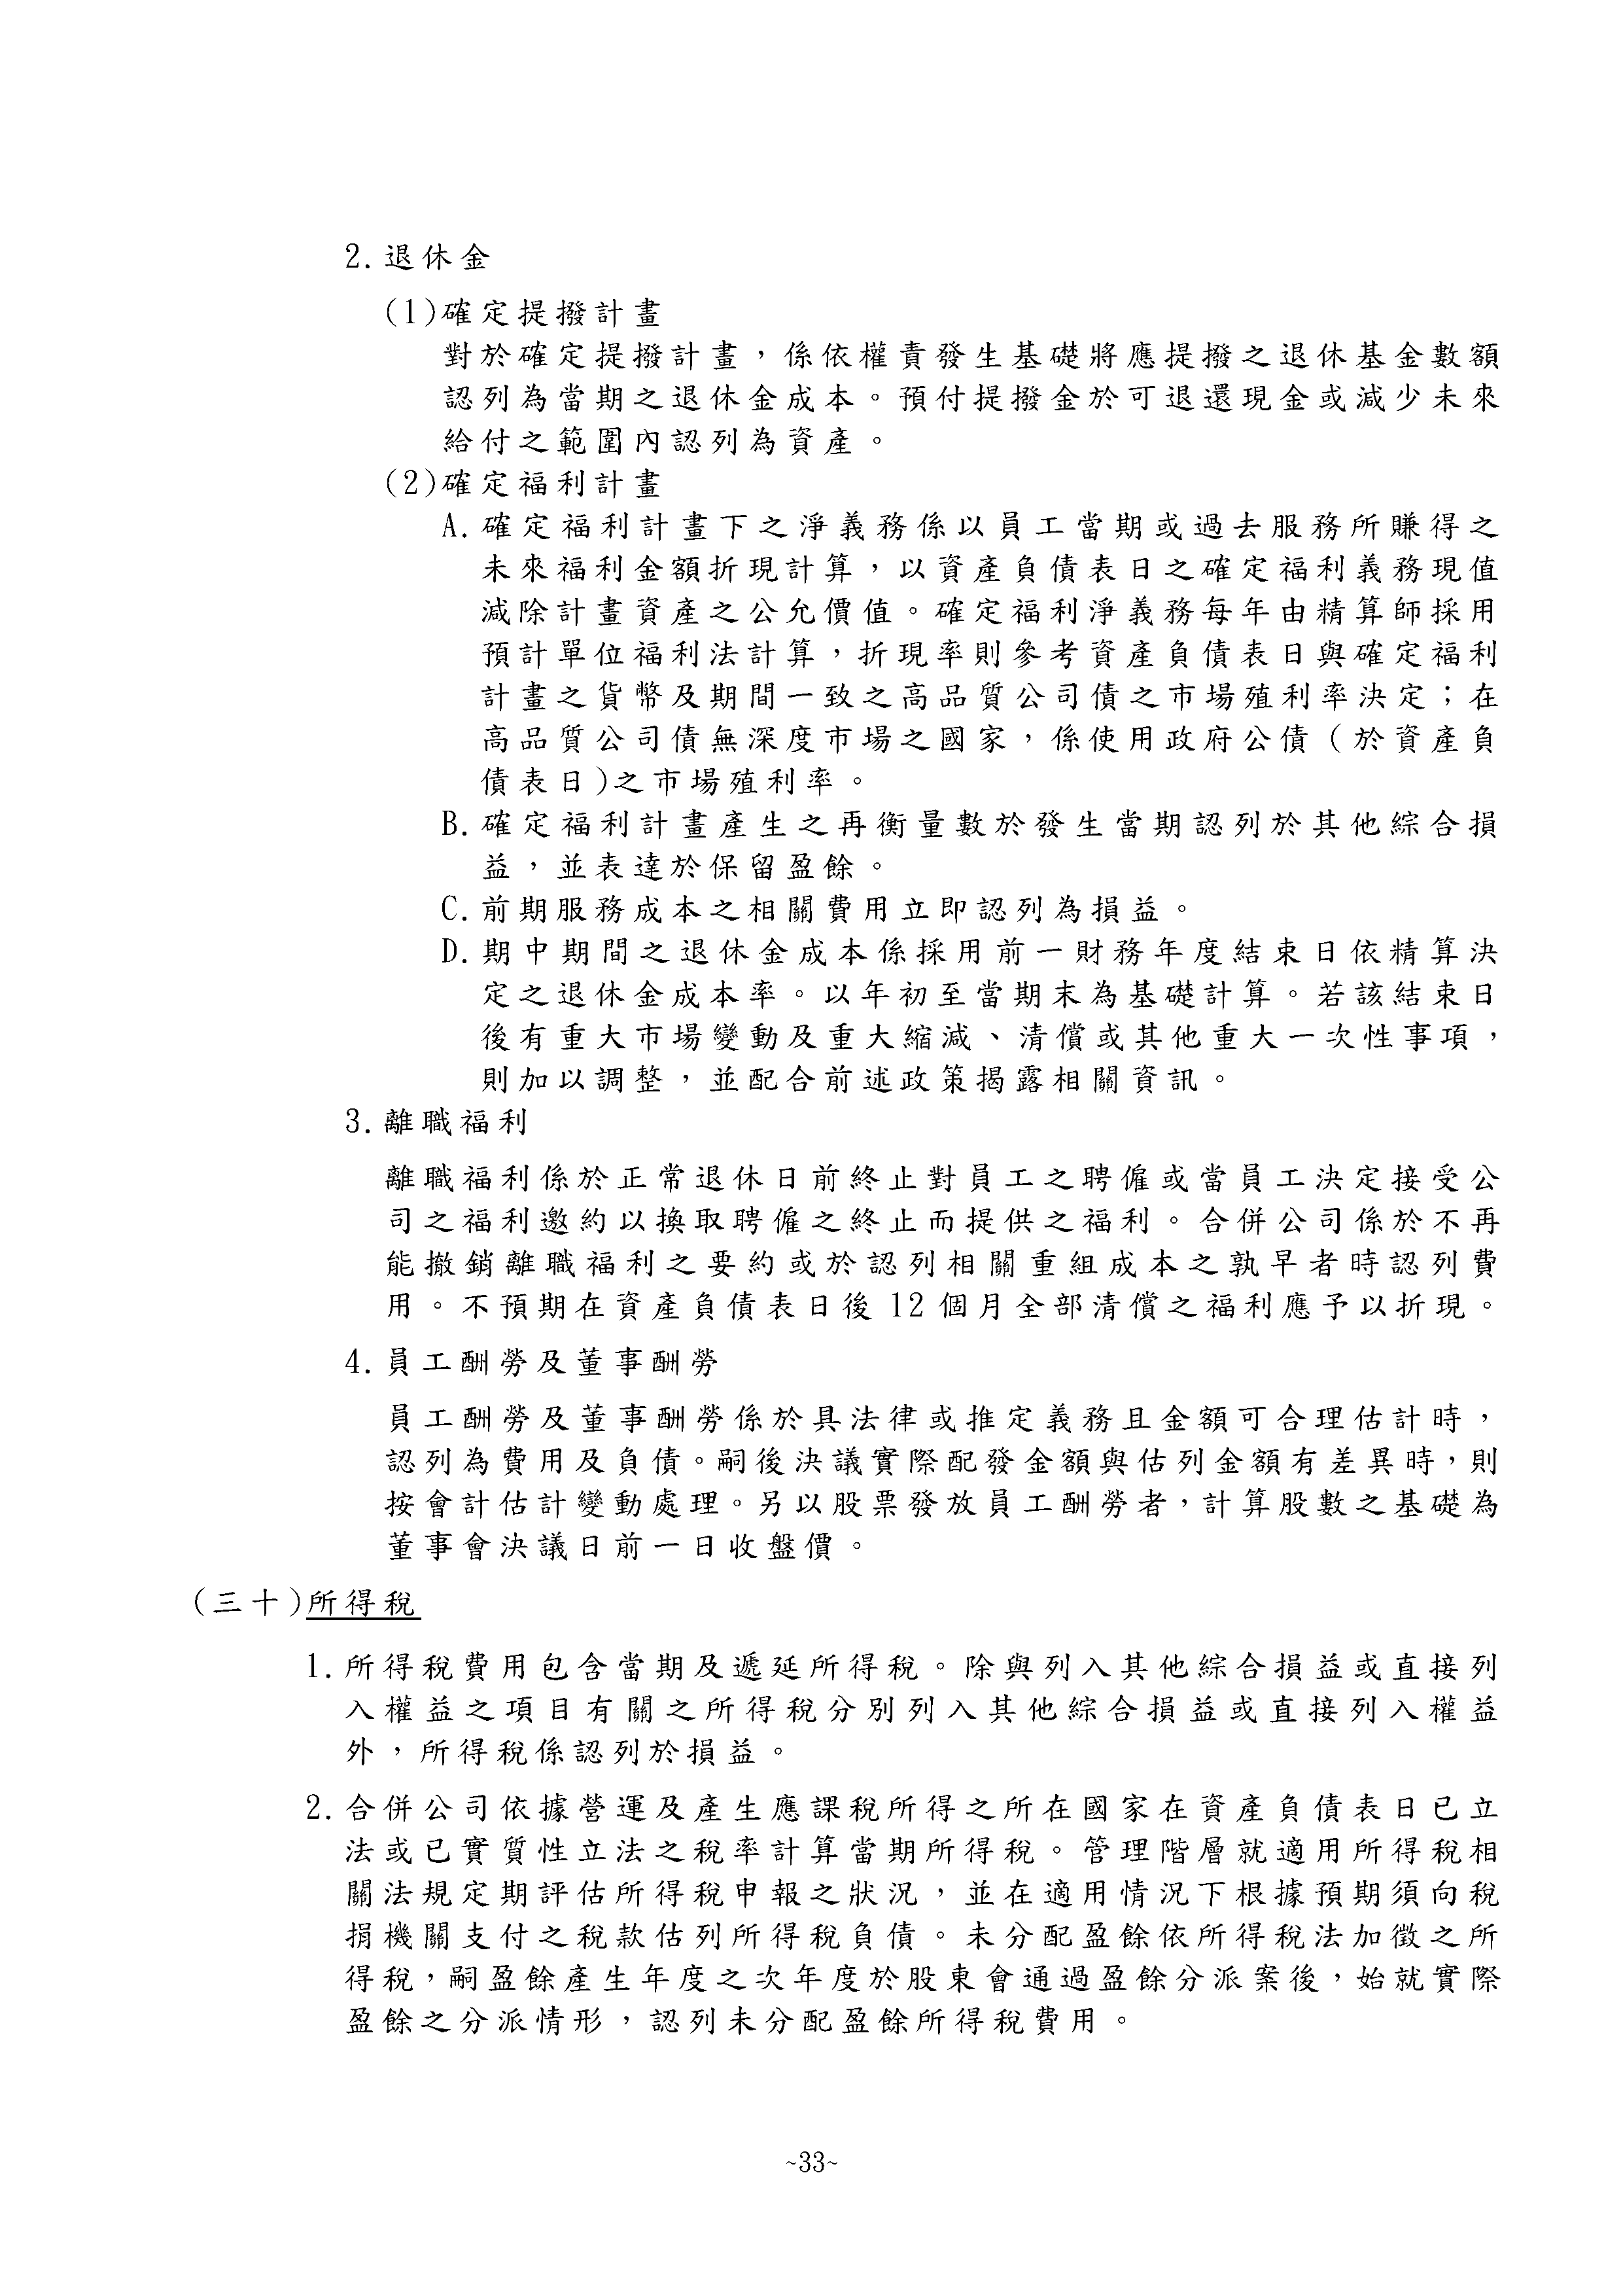 2.退休金
(1)確定提撥計畫
對於確定提撥計畫，係依權責發生基礎將應提撥之退休基金數額
認列為當期之退休金成本。預付提撥金於可退還現金或減少未來
給付之範圍內認列為資產。
(2)確定福利計畫
A.確定福利計畫下之淨義務係以員工當期或過去服務所賺得之
未來福利金額折現計算，以資產負債表日之確定福利義務現值
減除計畫資產之公允價值。確定福利淨義務每年由精算師採用
預計單位福利法計算，折現率則參考資產負債表日與確定福利
計畫之貨幣及期間一致之高品質公司債之市場殖利率決定；在
高品質公司債無深度市場之國家，係使用政府公債(於資產負
債表日)之市場殖利率。
B.確定福利計畫產生之再衡量數於發生當期認列於其他綜合損
益，並表達於保留盈餘。
C.前期服務成本之相關費用立即認列為損益。
D.期中期間之退休金成本係採用前一財務年度結束日依精算決
定之退休金成本率。以年初至當期末為基礎計算。若該結束日
後有重大市場變動及重大縮減、清償或其他重大一次性事項，
則加以調整，並配合前述政策揭露相關資訊。
3.離職福利
離職福利係於正常退休日前終止對員工之聘僱或當員工決定接受公
司之福利邀約以換取聘僱之終止而提供之福利。合併公司係於不再
能撤銷離職福利之要約或於認列相關重組成本之孰早者時認列費
用。不預期在資產負債表日後 12 個月全部清償之福利應予以折現。
4.員工酬勞及董事酬勞
員工酬勞及董事酬勞係於具法律或推定義務且金額可合理估計時，
認列為費用及負債。嗣後決議實際配發金額與估列金額有差異時，則
按會計估計變動處理。另以股票發放員工酬勞者，計算股數之基礎為
董事會決議日前一日收盤價。
(三十)所得稅
1.所得稅費用包含當期及遞延所得稅。除與列入其他綜合損益或直接列
入權益之項目有關之所得稅分別列入其他綜合損益或直接列入權益
外，所得稅係認列於損益。
2.合併公司依據營運及產生應課稅所得之所在國家在資產負債表日已立
法或已實質性立法之稅率計算當期所得稅。管理階層就適用所得稅相
關法規定期評估所得稅申報之狀況，並在適用情況下根據預期須向稅
捐機關支付之稅款估列所得稅負債。未分配盈餘依所得稅法加徵之所
得稅，嗣盈餘產生年度之次年度於股東會通過盈餘分派案後，始就實際
盈餘之分派情形，認列未分配盈餘所得稅費用。
~33~